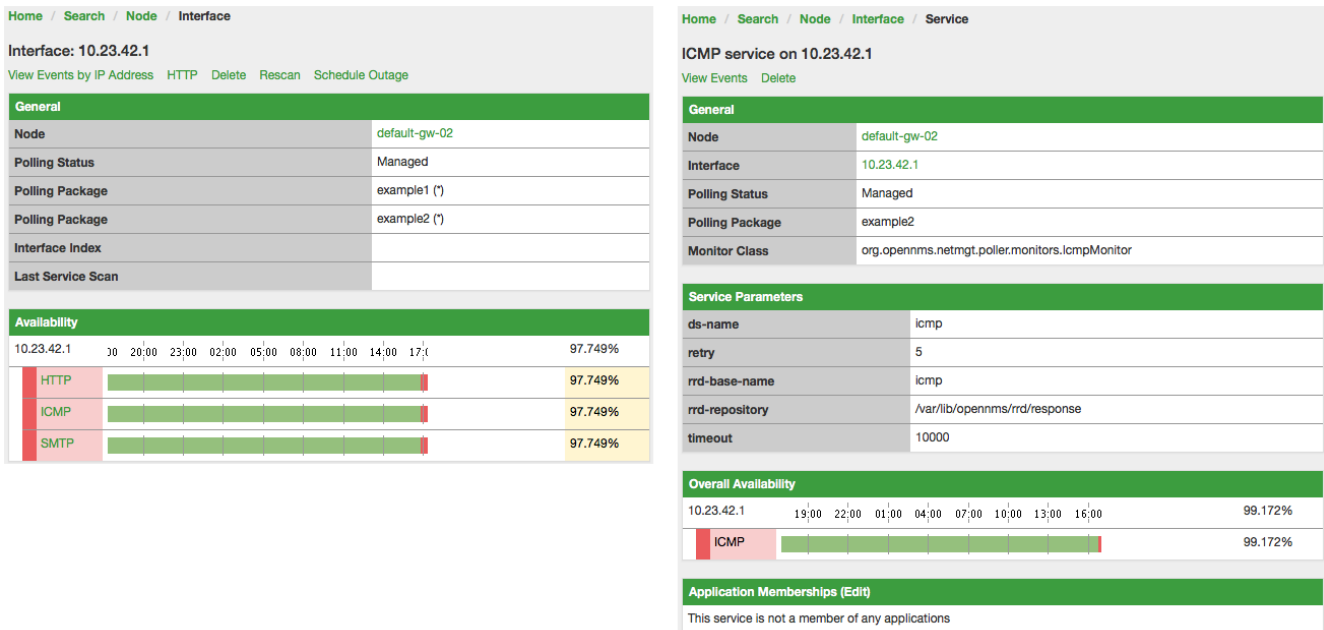 Home / Search / Node / Interface
Interface: 10.23.42.1
View Events by IP Address HTTP Delete Rescan Schedule Outage
General
Node default-gw-02
Polling Status Managed
Polling Package example1 (*)
Polling Package example2 (*)
Interface Index
Last Service Scan
Availability
10.23.42.1 20:00 23:00 02:00 05:00 08:00 11:00 14:00 97.749%
HTTP 97.749%
ICMP 97.749%
SMTP 97.749%
Home / Search / Node / Interface / Service
ICMP service on 10.23.42.1
View Events Delete
General
Node default-gw-02
Interface 10.23.42.1
Polling Status Managed
Polling Package example2
Monitor Class org.opennms.netmgt.poller.monitors.IcmpMonitor
Service Parameters
ds-name icmp
retry 5
rrd-base-name icmp
rrd-repository /var/lib/opennms/rrd/response
timeout 10000
Overall Availability
10.23.42.1 19:00 22:00 01:00 04:00 07:00 10:00 13:00 16:00 99.172%
ICMP 99.172%
Application Memberships (Edit)
This service is not a member of any applications